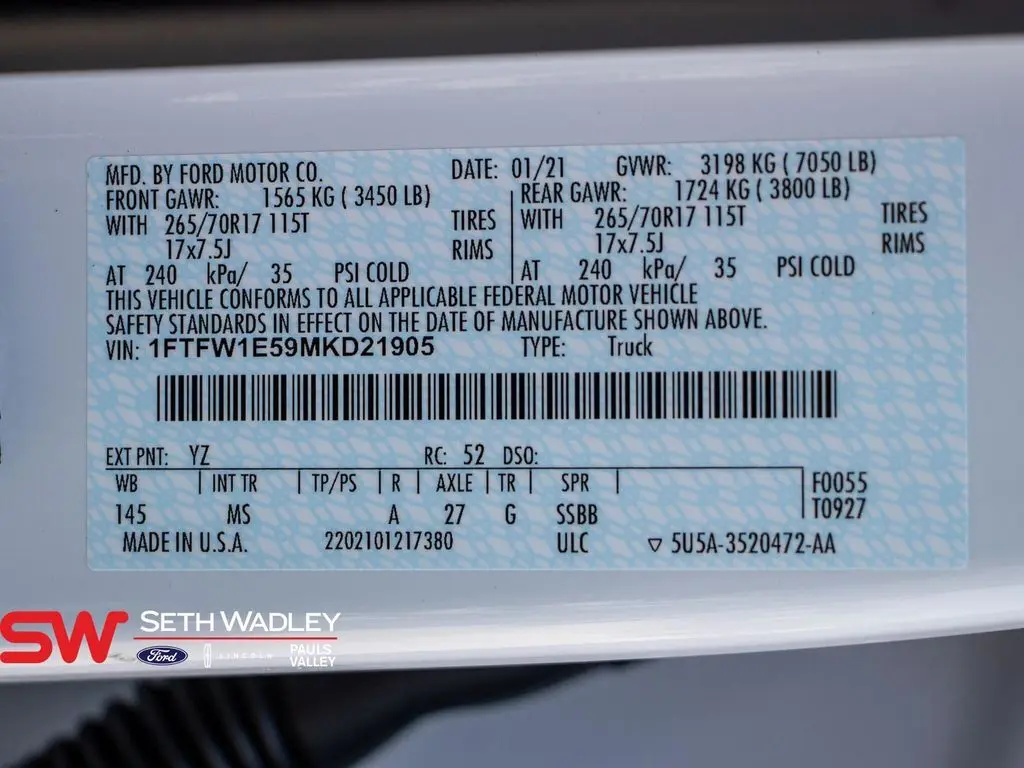 MFD. BY FORD MOTOR CO. DATE: 01/21 GVWR: 3198 KG ( 7050 LB)
FRONT GAWR: 1565 KG ( 3450 LB) REAR GAWR: 1724 KG ( 3800 LB)
WITH 265/70R17 115T TIRES WITH 265/70R17 115T TIRES
17x7.5J RIMS 17x7.5J RIMS
AT 240 kPa/ 35 PSI COLD AT 240 kPa/ 35 PSI COLD
THIS VEHICLE CONFORMS TO ALL APPLICABLE FEDERAL MOTOR VEHICLE
SAFETY STANDARDS IN EFFECT ON THE DATE OF MANUFACTURE SHOWN ABOVE.
VIN: 1FTFW1E59MKD21905 TYPE: Truck
EXT PNT: YZ RC: 52 DSO:
WB INT TR TP/PS R AXLE TR SPR F0055
145 MS A 27 G SSBB T0927
MADE IN U.S.A. 2202101217380 ULC ▽ 5U5A-3520472-AA
SW SETH WADLEY
Ford LINCOLN PAULS
VALLEY